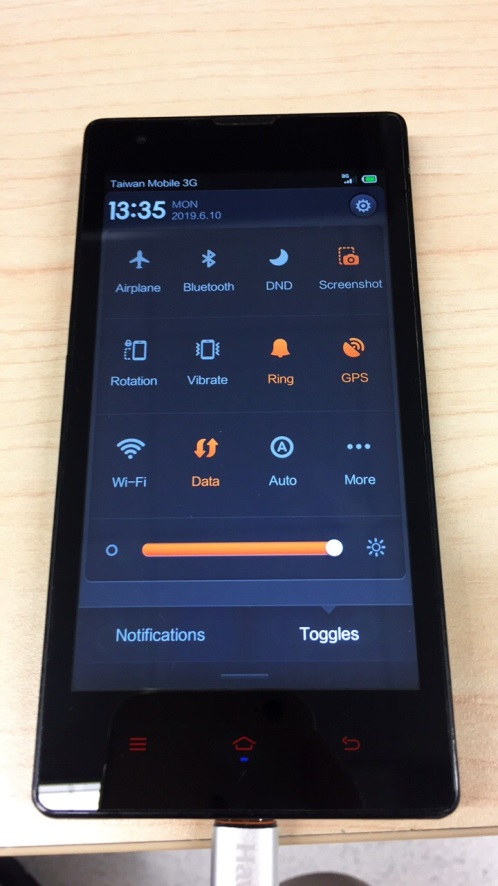 Taiwan Mobile 3G
3G
13:35 MON
2019.6.10
Airplane Bluetooth DND Screenshot
Rotation Vibrate Ring GPS
A
Wi-Fi Data Auto More
Notifications Toggles